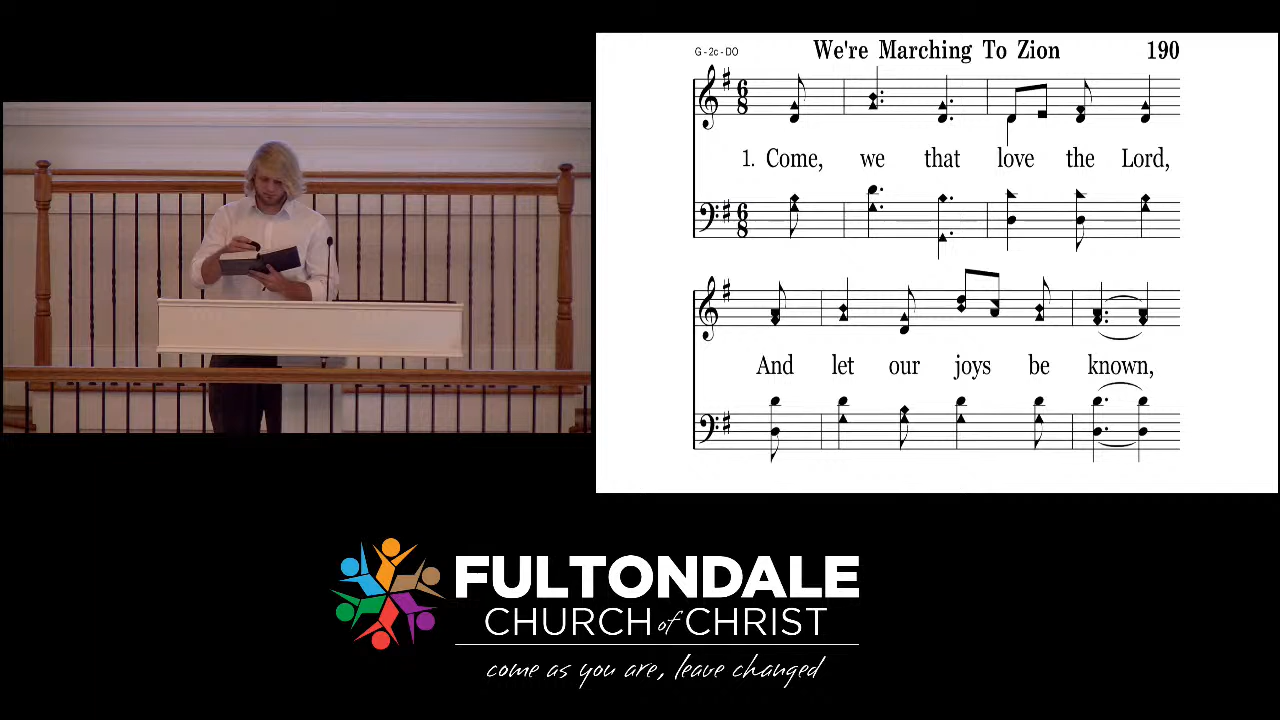 G - 2c - DO
We're Marching To Zion
190
1. Come, we that love the Lord,
And let our joys be known,
FULTONDALE
CHURCH of CHRIST
come as you are, leave changed